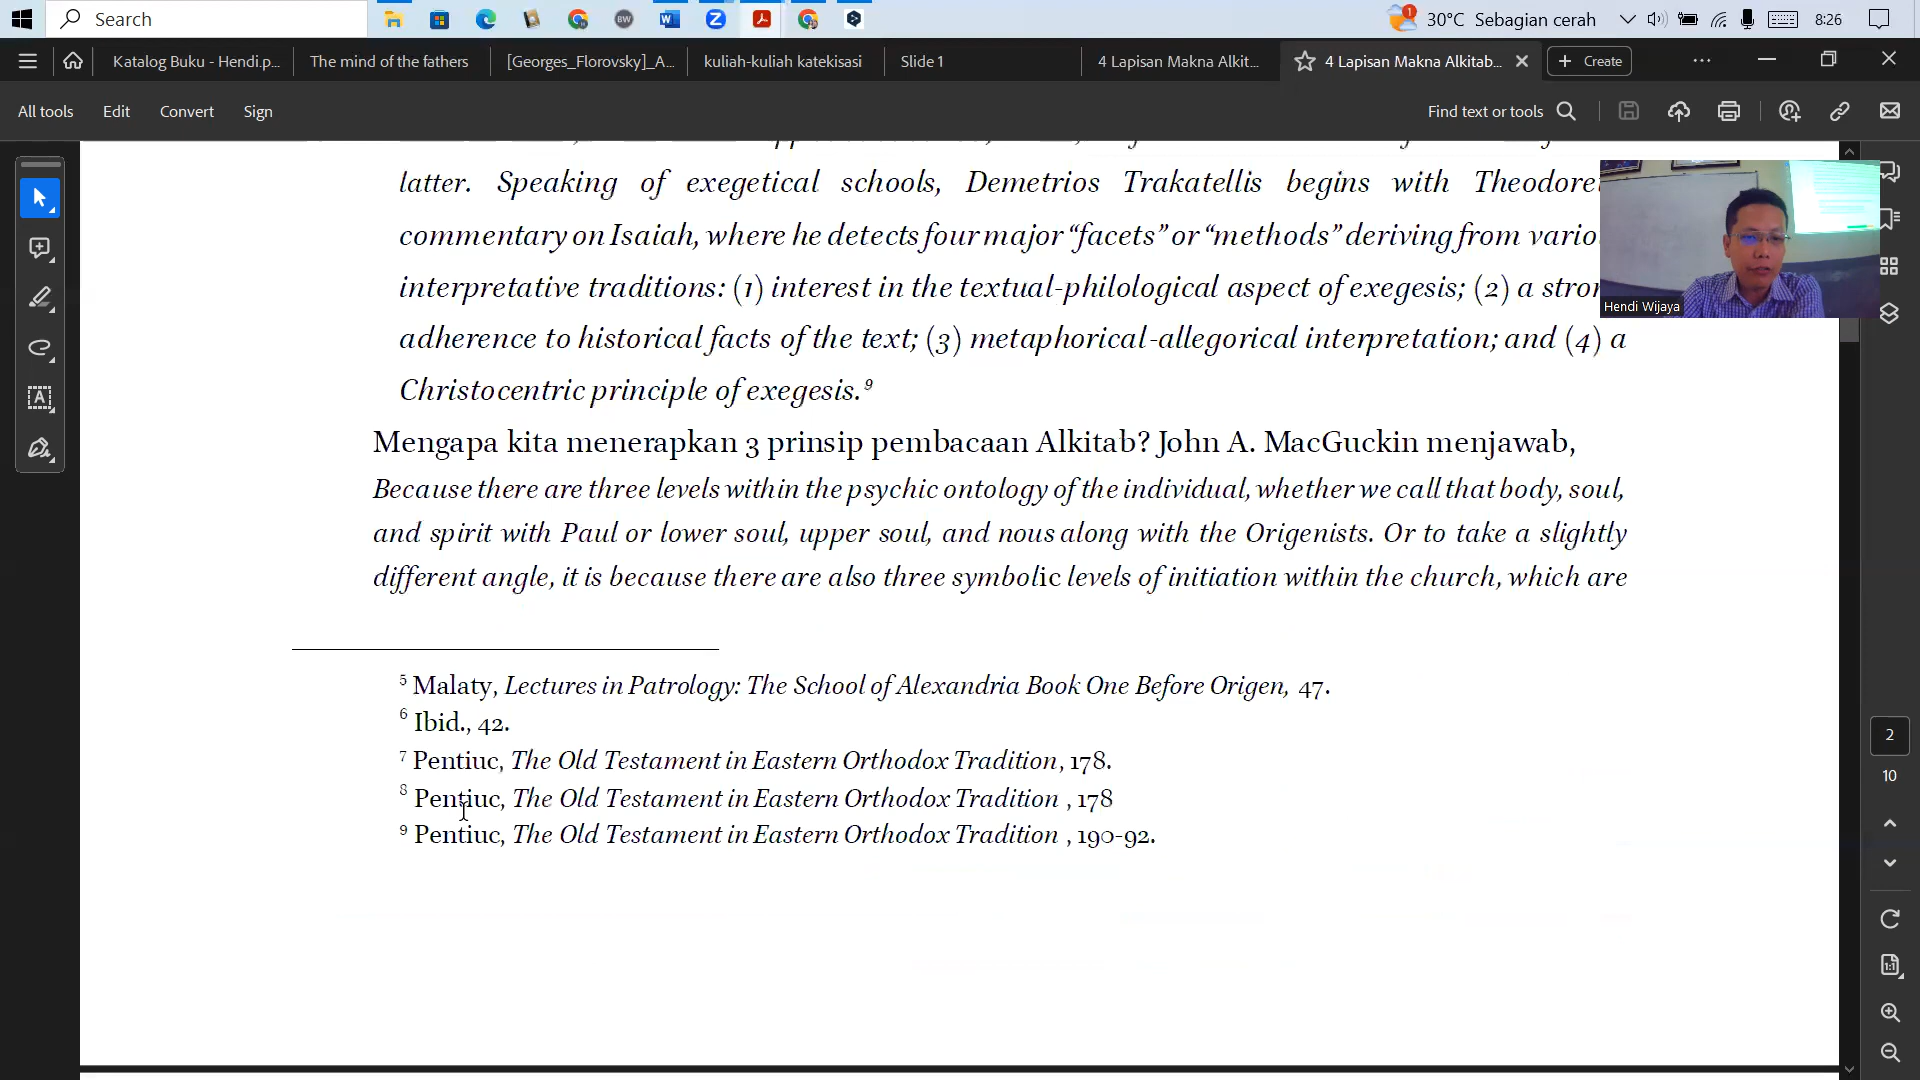 Search
30°C Sebagian cerah
8:26
Katalog Buku - Hendi.p...
The mind of the fathers
[Georges_Florovsky]_A...
kuliah-kuliah katekisasi
Slide 1
4 Lapisan Makna Alkit...
4 Lapisan Makna Alkitab...
Create
All tools
Edit
Convert
Sign
Find text or tools
latter. Speaking of exegetical schools, Demetrios Trakatellis begins with
commentary on Isaiah, where he detects four major “facets” or “methods” deriving from
interpretative traditions: (1) interest in the textual-philological aspect of exegesis; (2) a
adherence to historical facts of the text; (3) metaphorical-allegorical interpretation; and (4) a
Christocentric principle of exegesis.⁹
Hendi Wijaya
Mengapa kita menerapkan 3 prinsip pembacaan Alkitab? John A. MacGuckin menjawab,
Because there are three levels within the psychic ontology of the individual, whether we call that body, soul,
and spirit with Paul or lower soul, upper soul, and nous along with the Origenists. Or to take a slightly
different angle, it is because there are also three symbolic levels of initiation within the church, which are
⁵ Malaty, Lectures in Patrology: The School of Alexandria Book One Before Origen, 47.
⁶ Ibid., 42.
⁷ Pentiuc, The Old Testament in Eastern Orthodox Tradition, 178.
⁸ Pentiuc, The Old Testament in Eastern Orthodox Tradition , 178
⁹ Pentiuc, The Old Testament in Eastern Orthodox Tradition , 190-92.
2
10